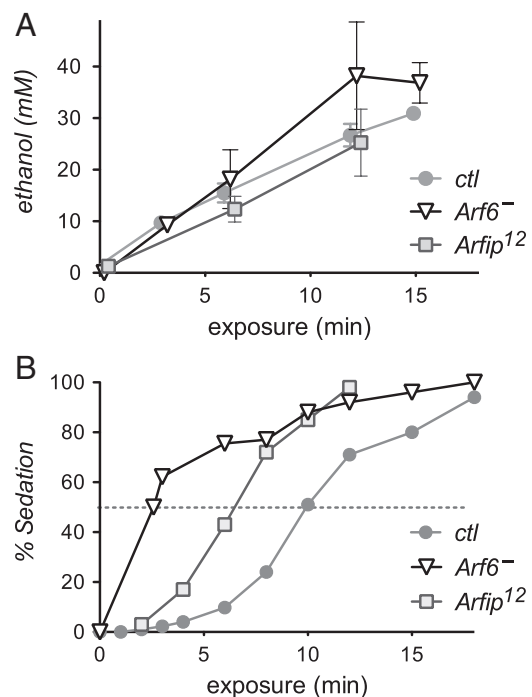 A
ethanol (mM)
40
30
20
10
0
0
5
10
15
exposure (min)
ctl
Arf6⁻
Arfip¹²
B
% Sedation
100
80
60
40
20
0
0
5
10
15
exposure (min)
ctl
Arf6⁻
Arfip¹²